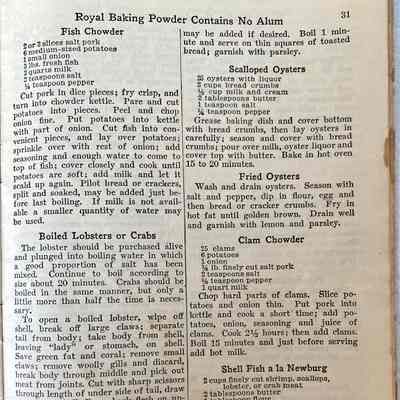 Royal Baking Powder Contains No Alum 31
Fish Chowder
2 or 3 slices salt pork
6 medium-sized potatoes
1 small onion
2 lbs. fresh fish
2 quarts milk
2 teaspoons salt
¼ teaspoon pepper
Cut pork in dice pieces; fry crisp, and
turn into chowder kettle. Pare and cut
potatoes into pieces. Peel and chop
onion fine. Put potatoes into kettle
with part of onion. Cut fish into con-
venient pieces, and lay over potatoes;
sprinkle over with rest of onion; add
seasoning and enough water to come to
top of fish; cover closely and cook until
potatoes are soft; add milk and let it
scald up again. Pilot bread or crackers,
split and soaked, may be added just be-
fore last boiling. If milk is not avail-
able a smaller quantity of water may
be used.
Boiled Lobsters or Crabs
The lobster should be purchased alive
and plunged into boiling water in which
a good proportion of salt has been
mixed. Continue to boil according to
size about 20 minutes. Crabs should be
boiled in the same manner, but only a
little more than half the time is neces-
sary.
To open a boiled lobster, wipe off
shell, break off large claws; separate
tail from body; take body from shell,
leaving "lady" or stomach, on shell.
Save green fat and coral; remove small
claws; remove woolly gills and discard,
break body through middle and pick out
meat from joints. Cut with sharp scissors
through length of under side of tail, draw
may be added if desired. Boil 1 min-
ute and serve on thin squares of toasted
bread; garnish with parsley.
Scalloped Oysters
25 oysters with liquor
2 cups bread crumbs
½ cup milk and cream
2 tablespoons butter
1 teaspoon salt
¼ teaspoon pepper
Grease baking dish and cover bottom
with bread crumbs, then lay oysters in
carefully; season and cover with bread
crumbs; pour over milk, oyster liquor and
cover top with butter. Bake in hot oven
15 to 20 minutes.
Fried Oysters
Wash and drain oysters. Season with
salt and pepper, dip in flour, egg and
then bread or cracker crumbs. Fry in
hot fat until golden brown. Drain well
and garnish with lemon and parsley.
Clam Chowder
25 clams
6 potatoes
1 onion
¼ lb. finely cut salt pork
2 teaspoons salt
¼ teaspoon pepper
1 quart milk
Chop hard parts of clams. Slice po-
tatoes and onion thin. Put pork into
kettle and cook a short time; add po-
tatoes, onion, seasoning and juice of
clams. Cook 2½ hours; then add clams.
Boil 15 minutes and just before serving
add hot milk.
Shell Fish a la Newburg
2 cups finely cut shrimp, scallops,
lobster, or crab meat
2 tablespoons butter